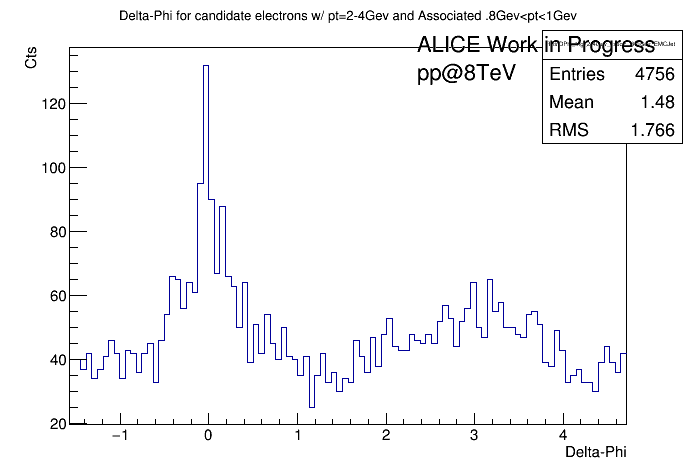 Delta-Phi for candidate electrons w/ pt=2-4Gev and Associated .8Gev<pt<1Gev
Cts
ALICE Work in Progress
pp@8TeV
Entries 4756
Mean 1.48
RMS 1.766
120
100
80
60
40
20
−1 0 1 2 3 4
Delta-Phi